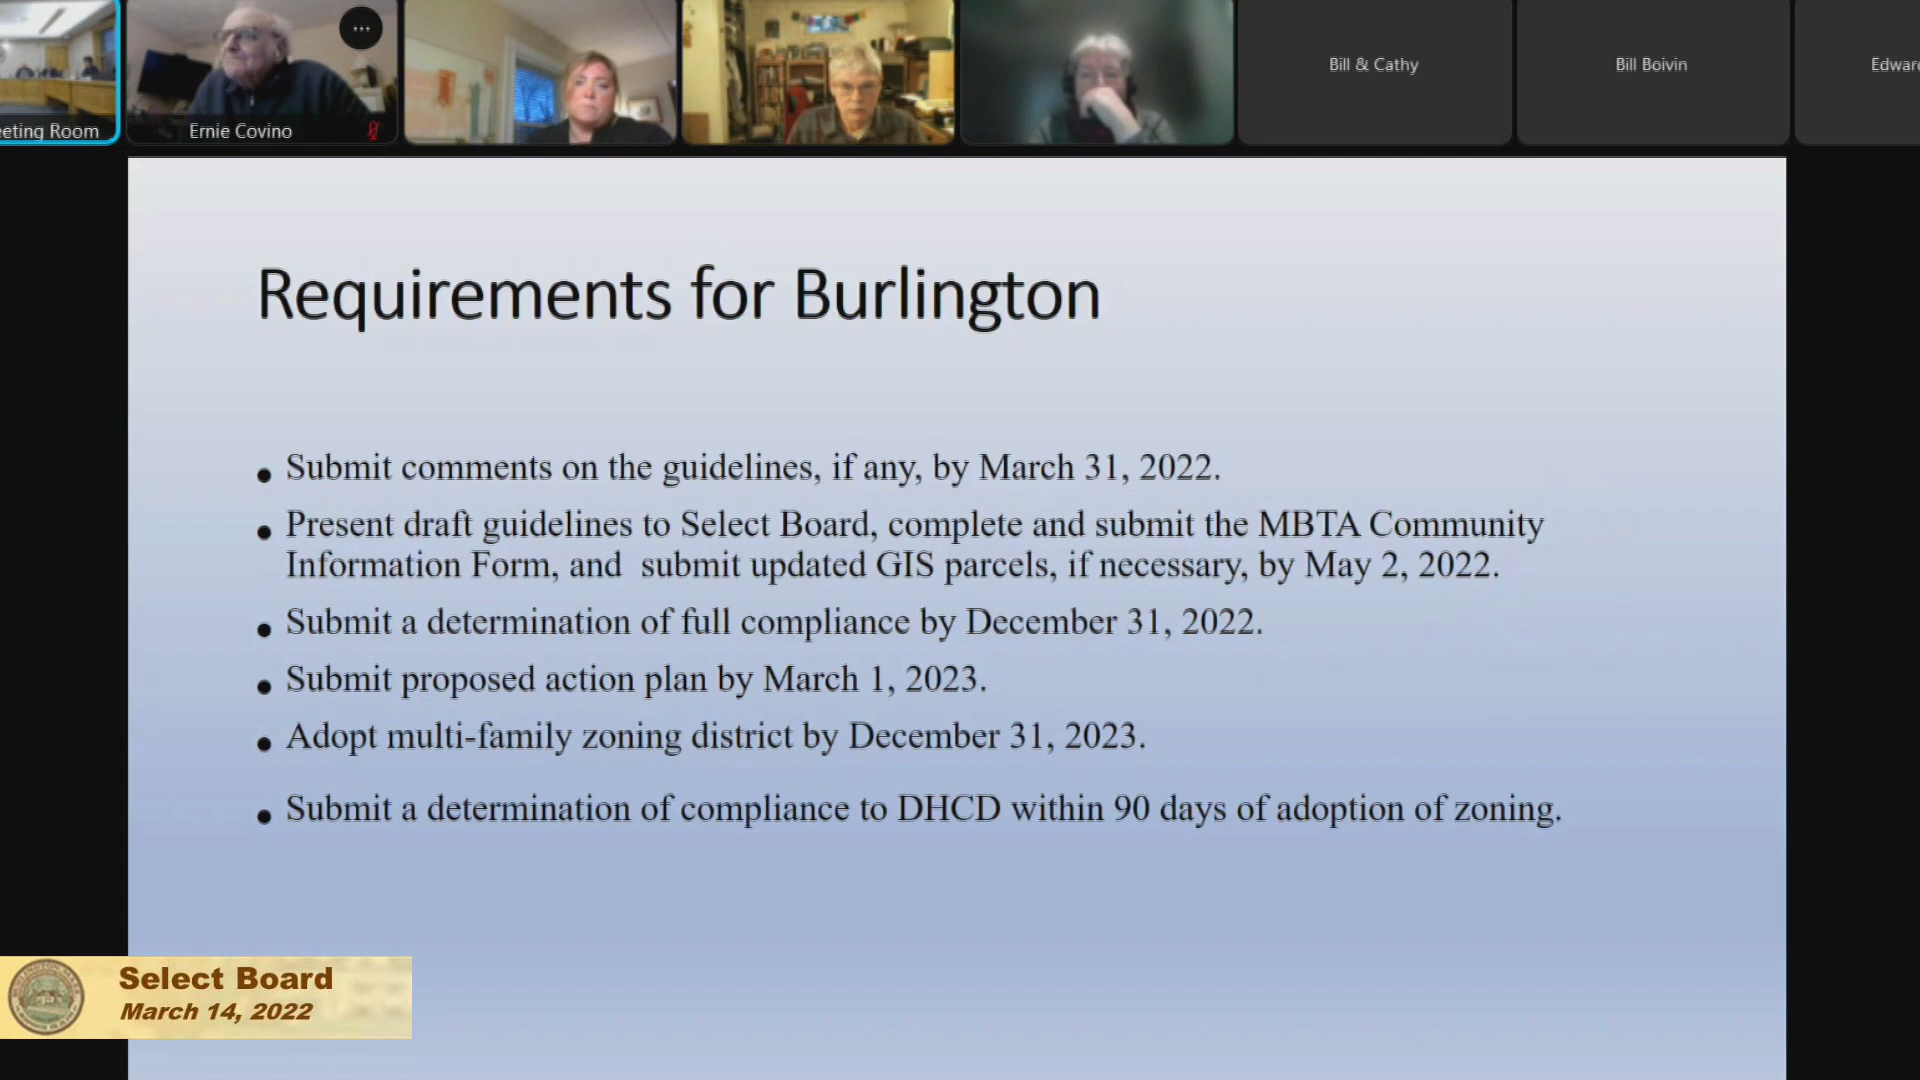 eeting Room
Ernie Covino
Bill & Cathy
Bill Boivin
Edward
Requirements for Burlington
• Submit comments on the guidelines, if any, by March 31, 2022.
• Present draft guidelines to Select Board, complete and submit the MBTA Community
Information Form, and  submit updated GIS parcels, if necessary, by May 2, 2022.
• Submit a determination of full compliance by December 31, 2022.
• Submit proposed action plan by March 1, 2023.
• Adopt multi-family zoning district by December 31, 2023.
• Submit a determination of compliance to DHCD within 90 days of adoption of zoning.
Select Board
March 14, 2022